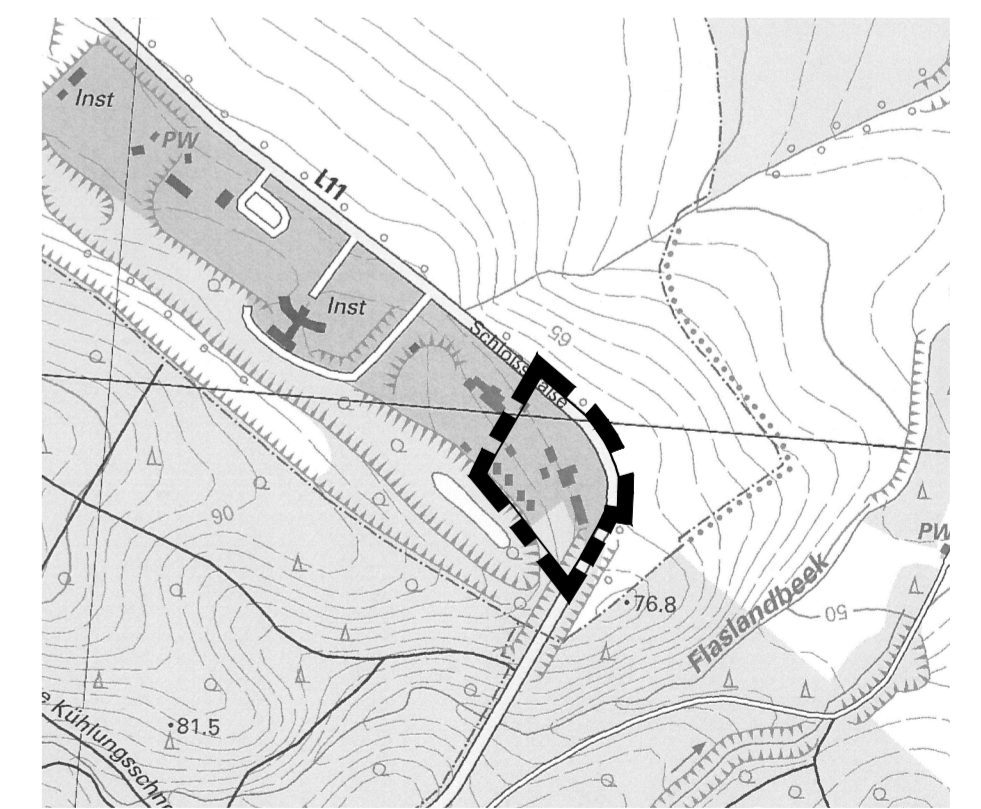 Inst
PW
L11
Inst
Schloßstraße
65
90
76.8
PW
Flaslandbeek
50
81.5
e Kühlungsschn